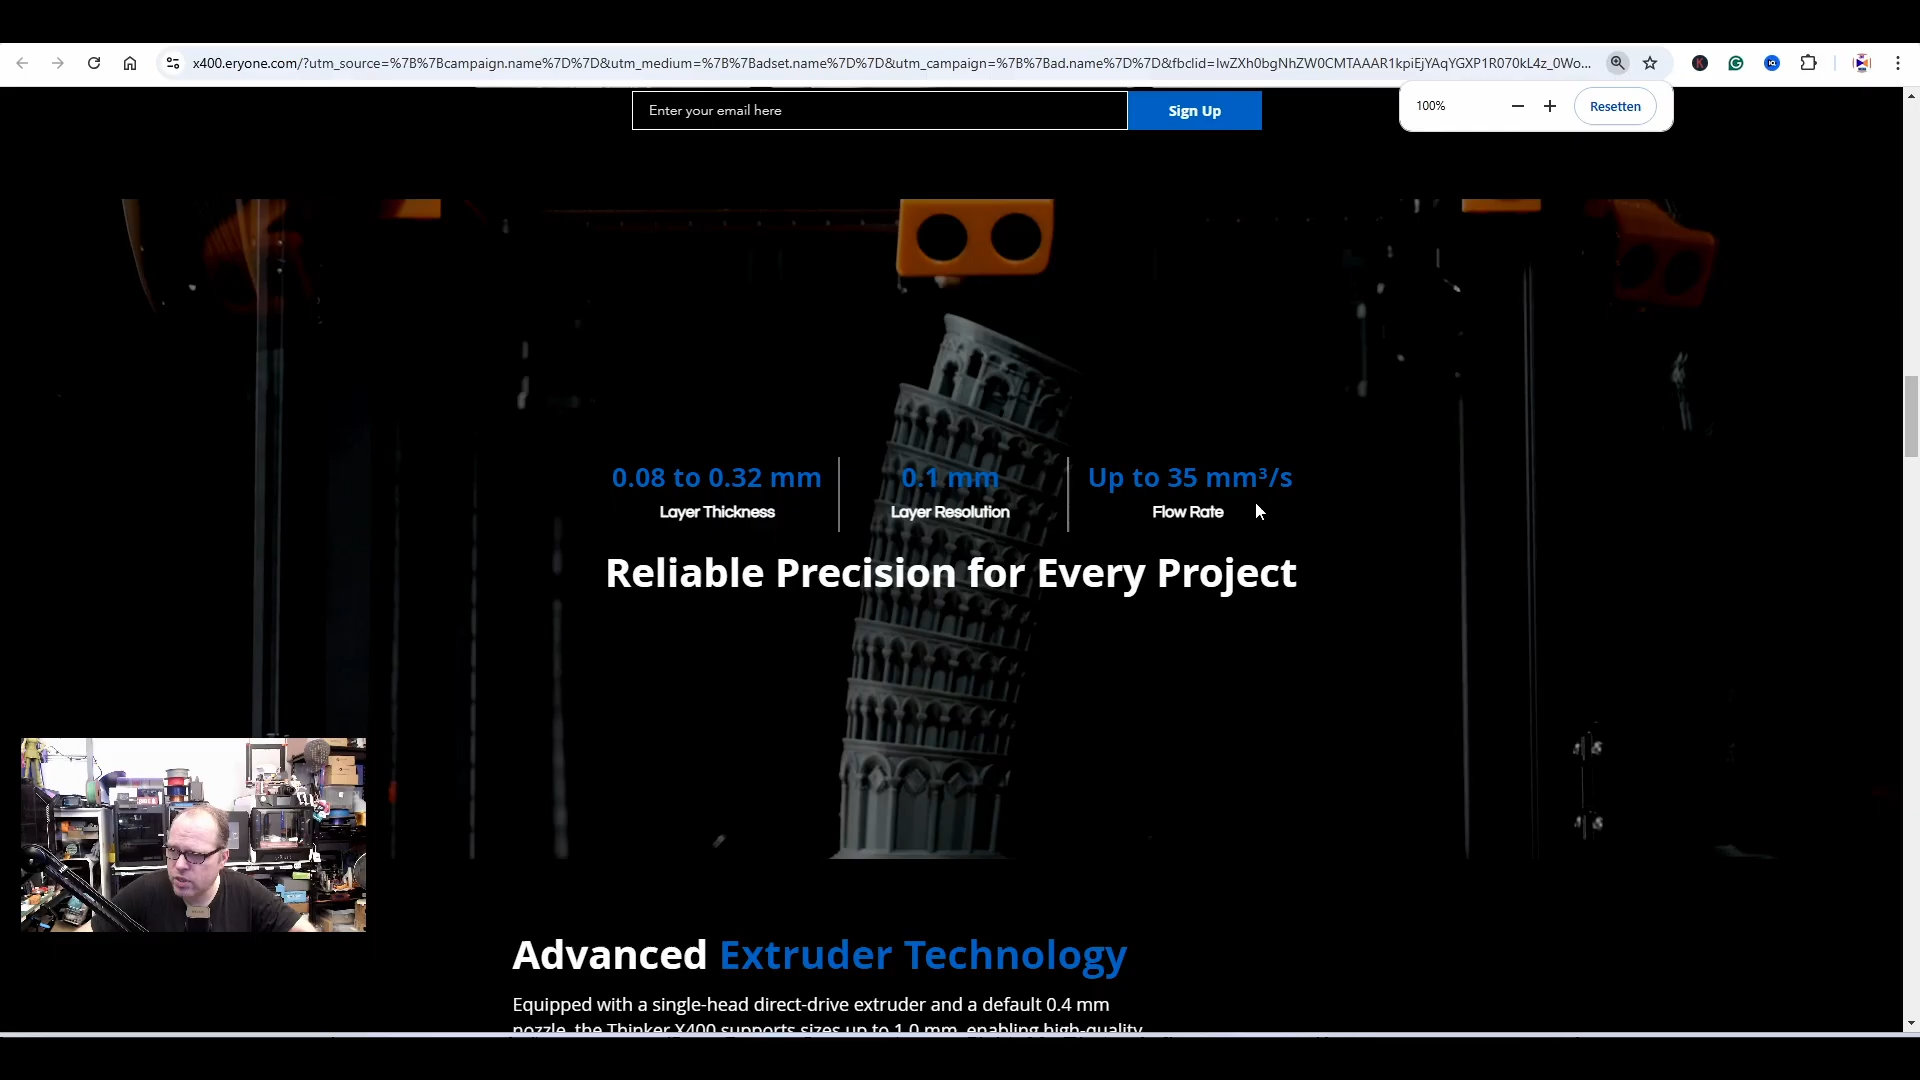 x400.eryone.com/?utm_source=%7B%7Bcampaign.name%7D%7D&utm_medium=%7B%7Badset.name%7D%7D&utm_campaign=%7B%7Bad.name%7D%7D&fbclid=IwZXh0bgNhZW0CMTAAAR1kpiEjYAqYGXP1R070kL4z_0Wo...
Enter your email here
Sign Up
100%
Resetten
0.08 to 0.32 mm
Layer Thickness
0.1 mm
Layer Resolution
Up to 35 mm³/s
Flow Rate
Reliable Precision for Every Project
Advanced Extruder Technology
Equipped with a single-head direct-drive extruder and a default 0.4 mm
nozzle, the Thinker X400 supports sizes up to 1.0 mm, enabling high-quality